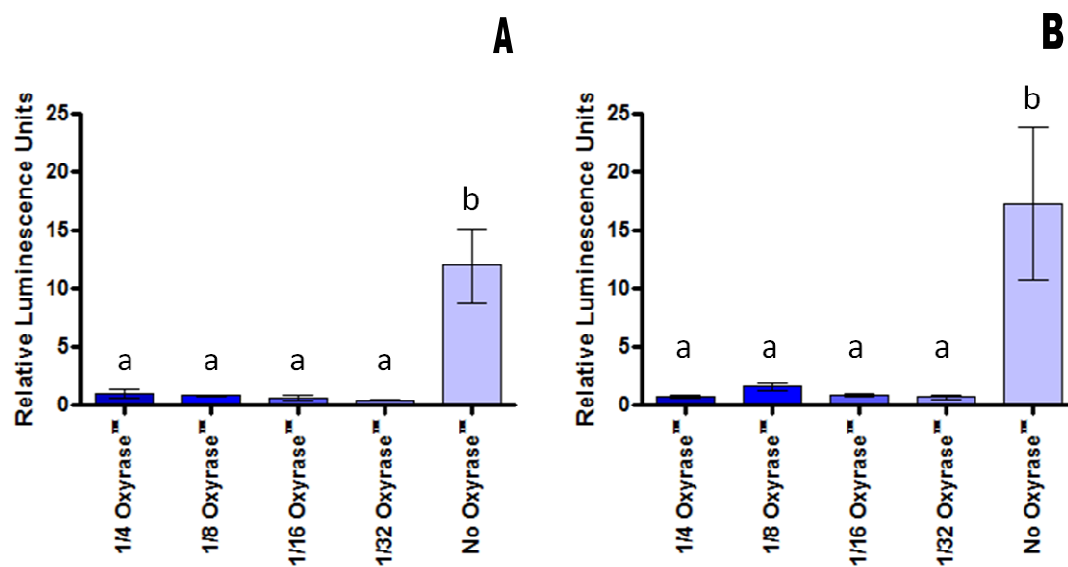 A
Relative Luminescence Units
25
20
15
10
5
0
a
a
a
a
b
1/4 Oxyrase™
1/8 Oxyrase™
1/16 Oxyrase™
1/32 Oxyrase™
No Oxyrase™
B
Relative Luminescence Units
25
20
15
10
5
0
a
a
a
a
b
1/4 Oxyrase™
1/8 Oxyrase™
1/16 Oxyrase™
1/32 Oxyrase™
No Oxyrase™